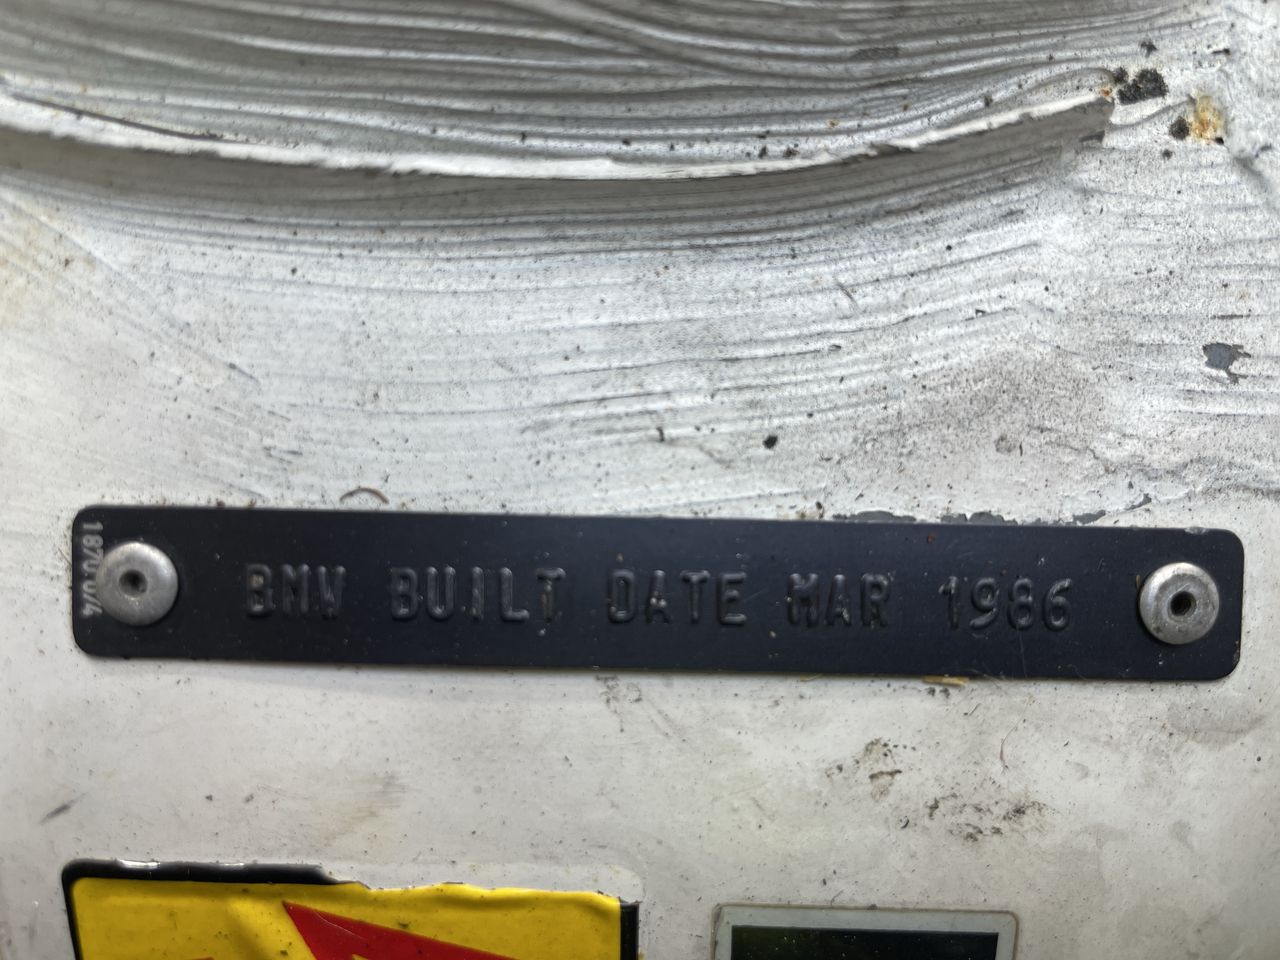 BMW BUILT DATE MAR 1986